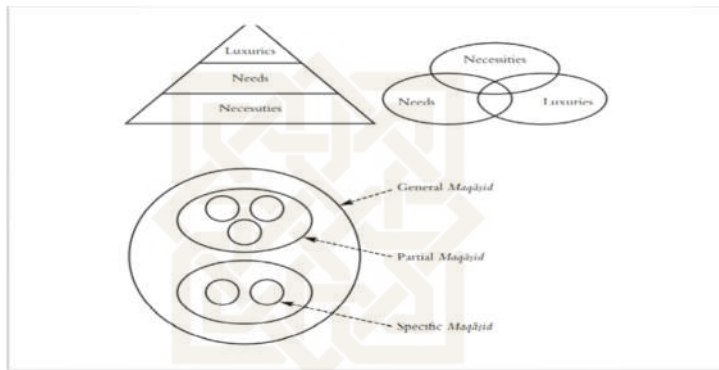 Luxuries
Needs
Necessities
Necessities
Needs
Luxuries
General Maqāṣid
Partial Maqāṣid
Specific Maqāṣid